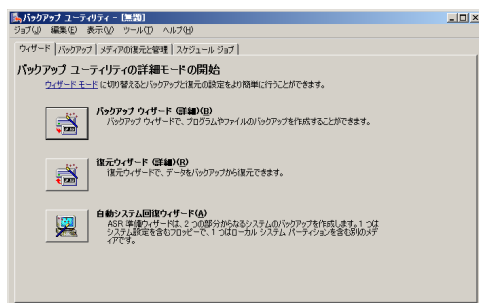 バックアップ ユーティリティ - [無題]
ジョブ(J) 編集(E) 表示(V) ツール(T) ヘルプ(H)
ウィザード バックアップ メディアの復元と管理 スケジュール ジョブ
バックアップ ユーティリティの詳細モードの開始
ウィザード モードに切り替えるとバックアップと復元の設定をより簡単に行うことができます。
バックアップ ウィザード (詳細)(B)
バックアップ ウィザードで、プログラムやファイルのバックアップを作成することができます。
復元ウィザード (詳細)(R)
復元ウィザードで、データをバックアップから復元できます。
自動システム回復ウィザード(A)
ASR 準備ウィザードは、2 つの部分からなるシステムのバックアップを作成します。1 つは
システム設定を含むフロッピーで、1 つはローカル システム パーティションを含む別のメデ
ィアです。